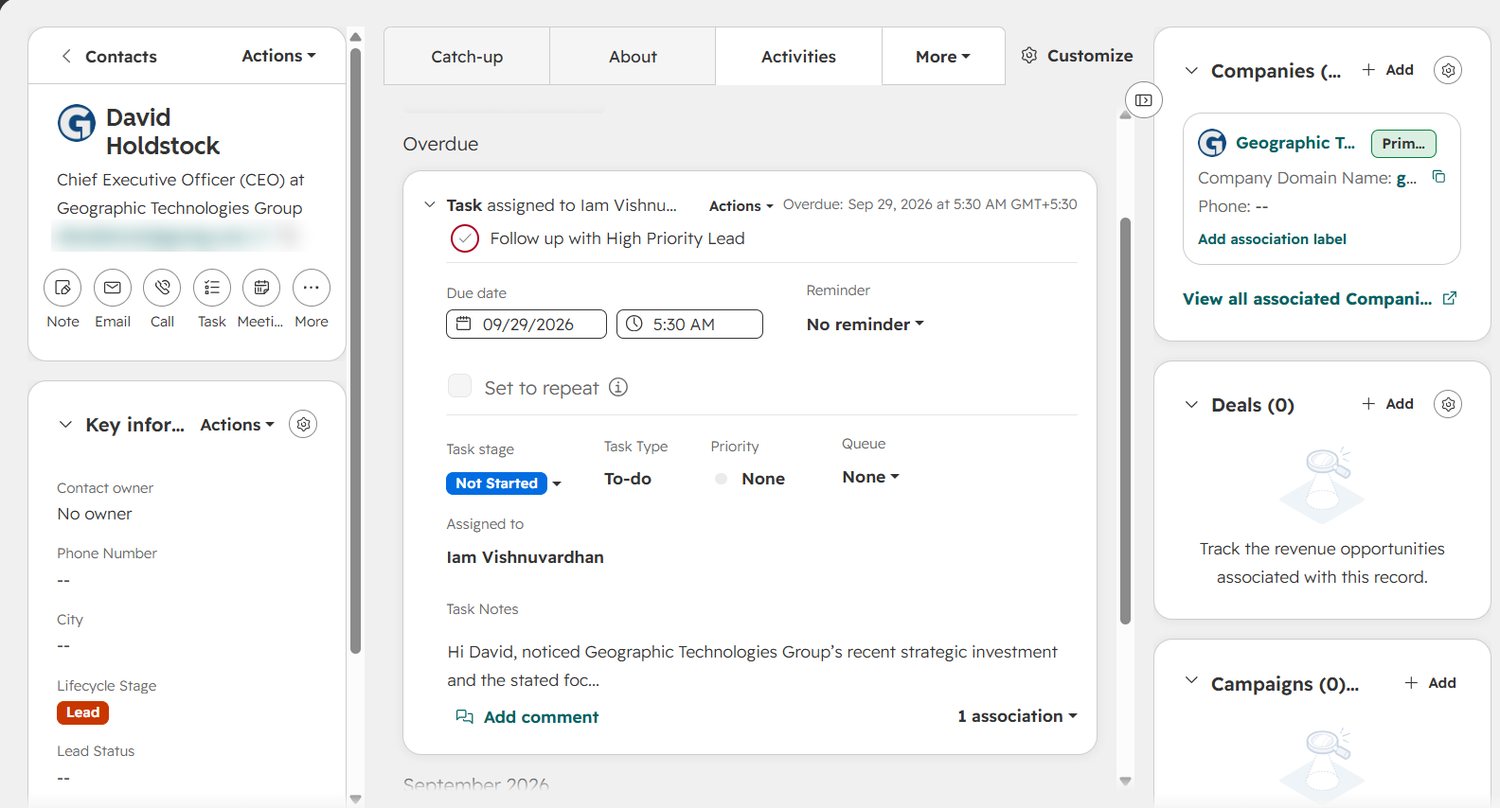 Contacts
Actions
David
Holdstock
Chief Executive Officer (CEO) at
Geographic Technologies Group
Note
Email
Call
Task
Meeti...
More
Key infor...
Actions
Contact owner
No owner
Phone Number
--
City
--
Lifecycle Stage
Lead
Lead Status
--
Catch-up
About
Activities
More
Customize
Overdue
Task assigned to Iam Vishnu...
Actions
Overdue: Sep 29, 2026 at 5:30 AM GMT+5:30
Follow up with High Priority Lead
Due date
09/29/2026
5:30 AM
Reminder
No reminder
Set to repeat
Task stage
Not Started
Task Type
To-do
Priority
None
Queue
None
Assigned to
Iam Vishnuvardhan
Task Notes
Hi David, noticed Geographic Technologies Group’s recent strategic investment
and the stated foc...
Add comment
1 association
September 2026
Companies (...
+ Add
Geographic T...
Prim...
Company Domain Name: g...
Phone: --
Add association label
View all associated Compani...
Deals (0)
+ Add
Track the revenue opportunities
associated with this record.
Campaigns (0)...
+ Add